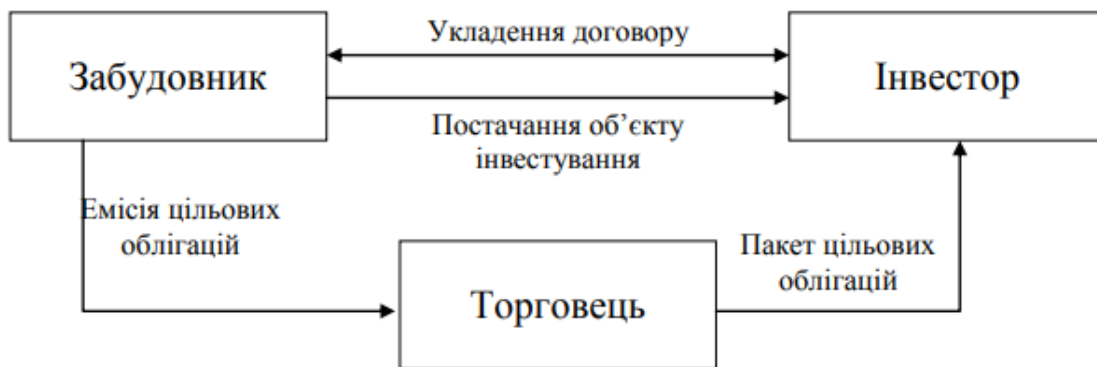 Укладення договору
Забудовник
Інвестор
Постачання об’єкту
інвестування
Емісія цільових
облігацій
Пакет цільових
облігацій
Торговець